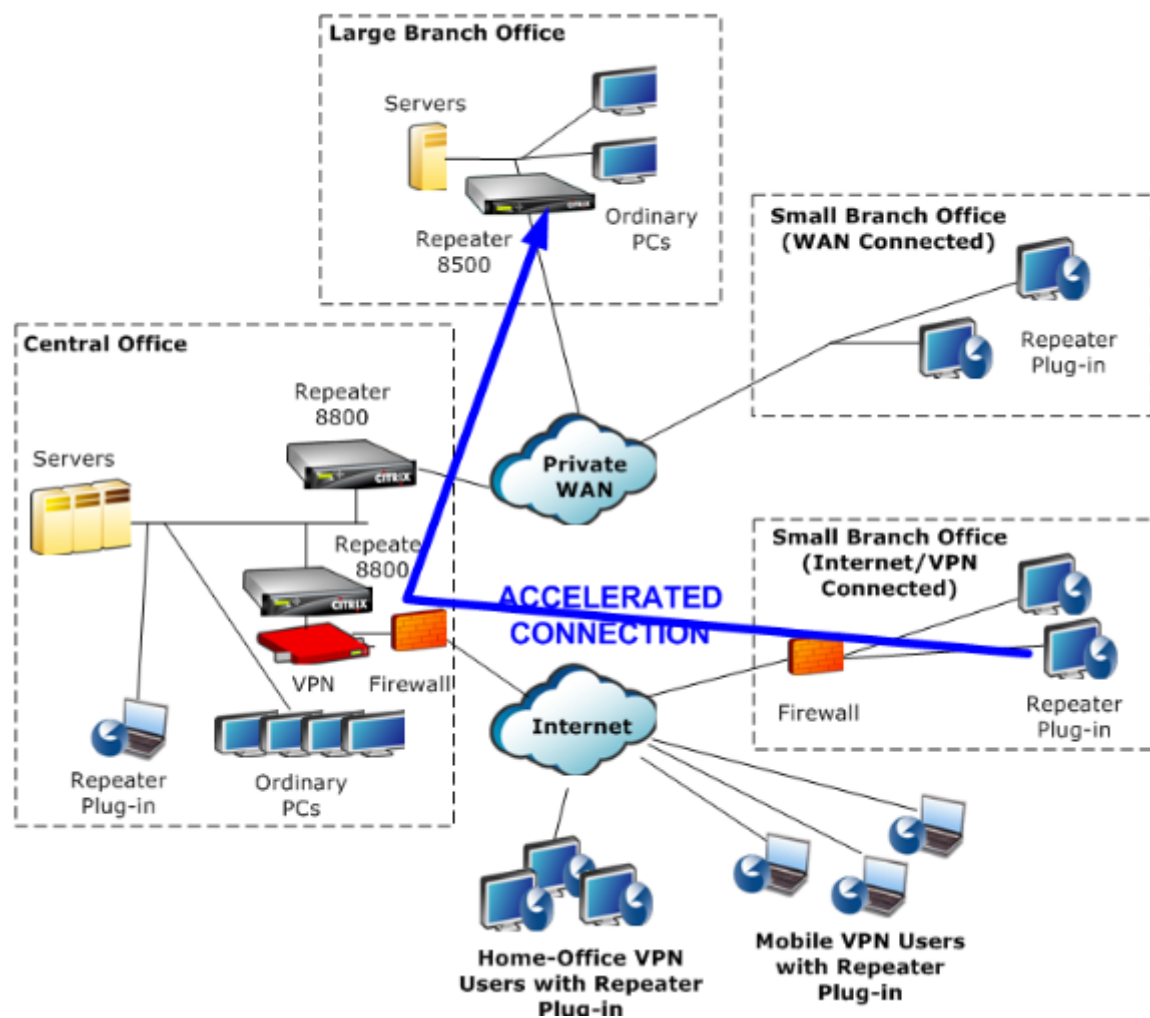 Large Branch Office
Servers
CITRIX
Repeater
8500
Ordinary
PCs
Small Branch Office
(WAN Connected)
Repeater
Plug-in
Central Office
Repeater
8800
CITRIX
Servers
Private
WAN
Repeate
8800
CITRIX
VPN
Firewall
Repeater
Plug-in
Ordinary
PCs
ACCELERATED
CONNECTION
Small Branch Office
(Internet/VPN
Connected)
Firewall
Repeater
Plug-in
Internet
Home-Office VPN
Users with Repeater
Plug-in
Mobile VPN Users
with Repeater
Plug-in